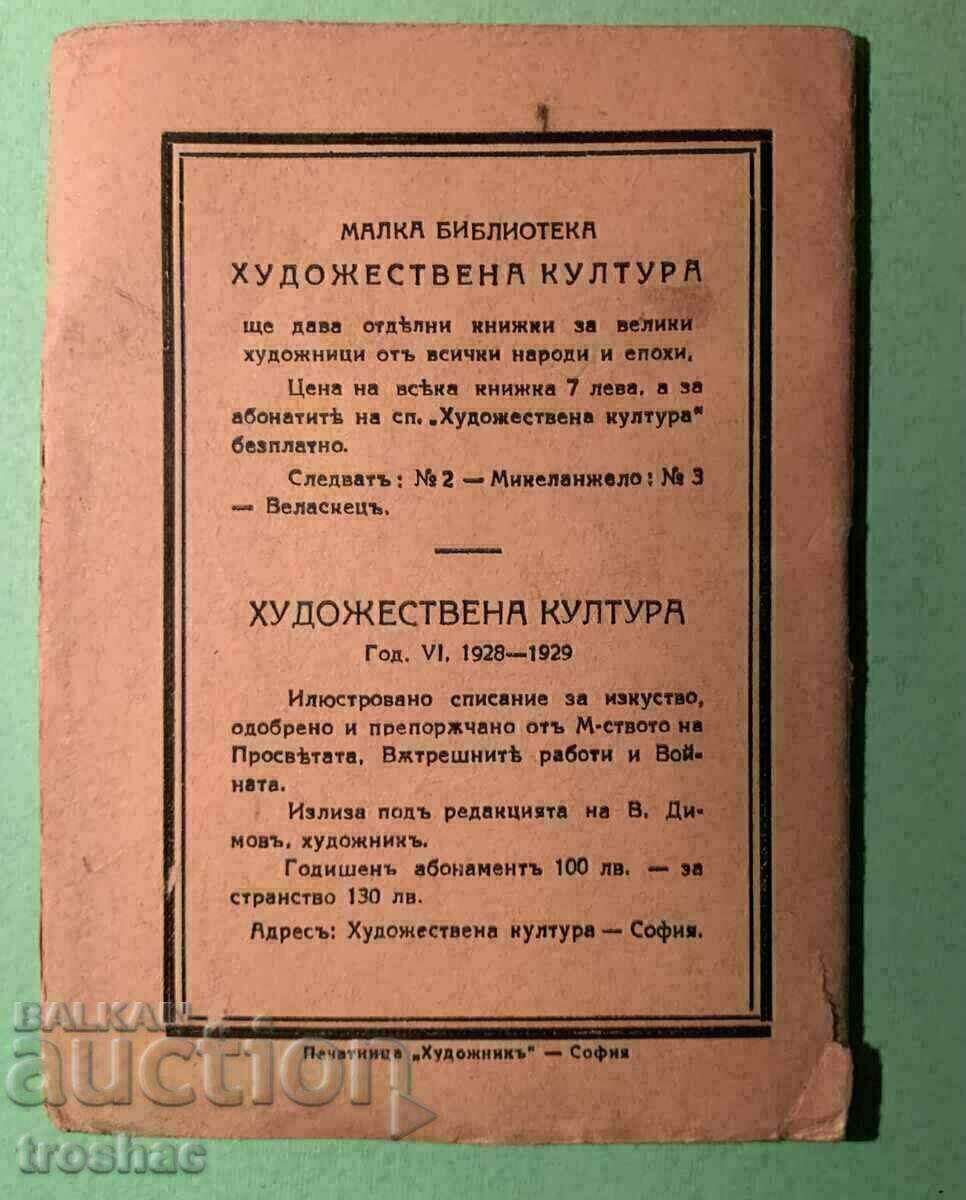 МАЛКА БИБЛИОТЕКА
ХУДОЖЕСТВЕНА КУЛТУРА
ще дава отдѣлни книжки за велики
художници отъ всички народи и епохи.
Цена на всѣка книжка 7 лева, а за
абонатитѣ на сп. „Художествена култура"
безплатно.
Следватъ: № 2 — Микеланжело; № 3
— Веласкецъ.
ХУДОЖЕСТВЕНА КУЛТУРА
Год. VI. 1928—1929
Илюстровано списание за изкуство,
одобрено и препорѫчано отъ М-ството на
Просвѣтата, Вѫтрешнитѣ работи и Вой-
ната.
Излиза подъ редакцията на В. Ди-
мовъ, художникъ.
Годишенъ абонаментъ 100 лв. — за
странство 130 лв.
Адресъ: Художествена култура — София.
Печатница „Художникъ" — София
BALKAN
auction
troshac